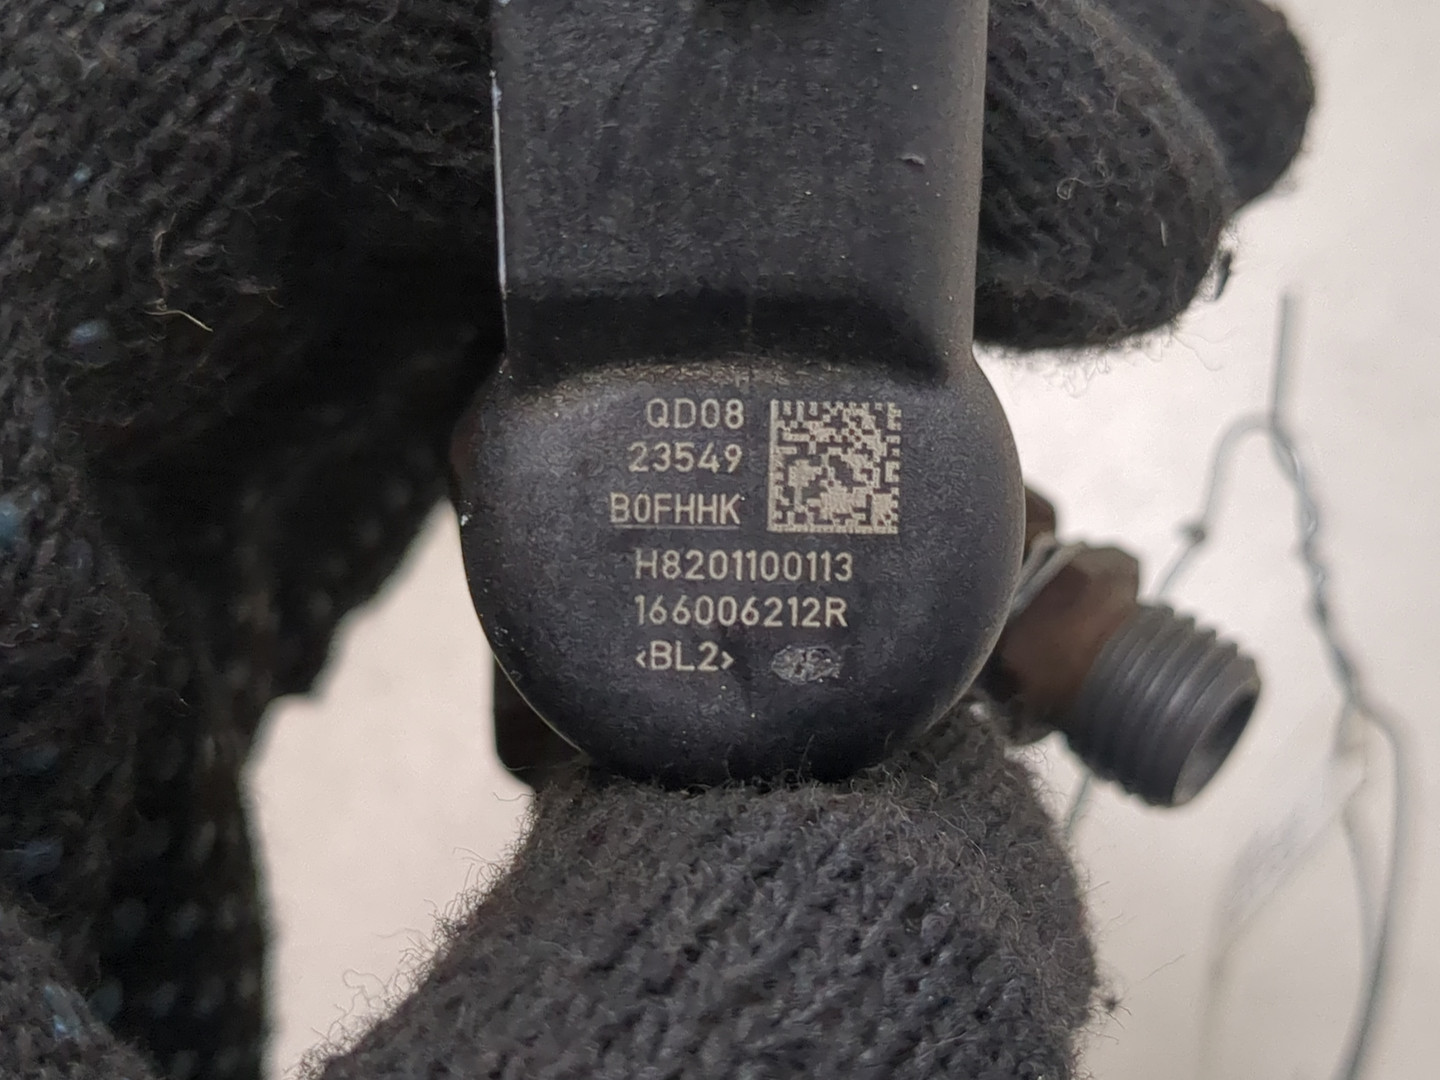 QD08
23549
B0FHHK
H8201100113
166006212R
<BL2>